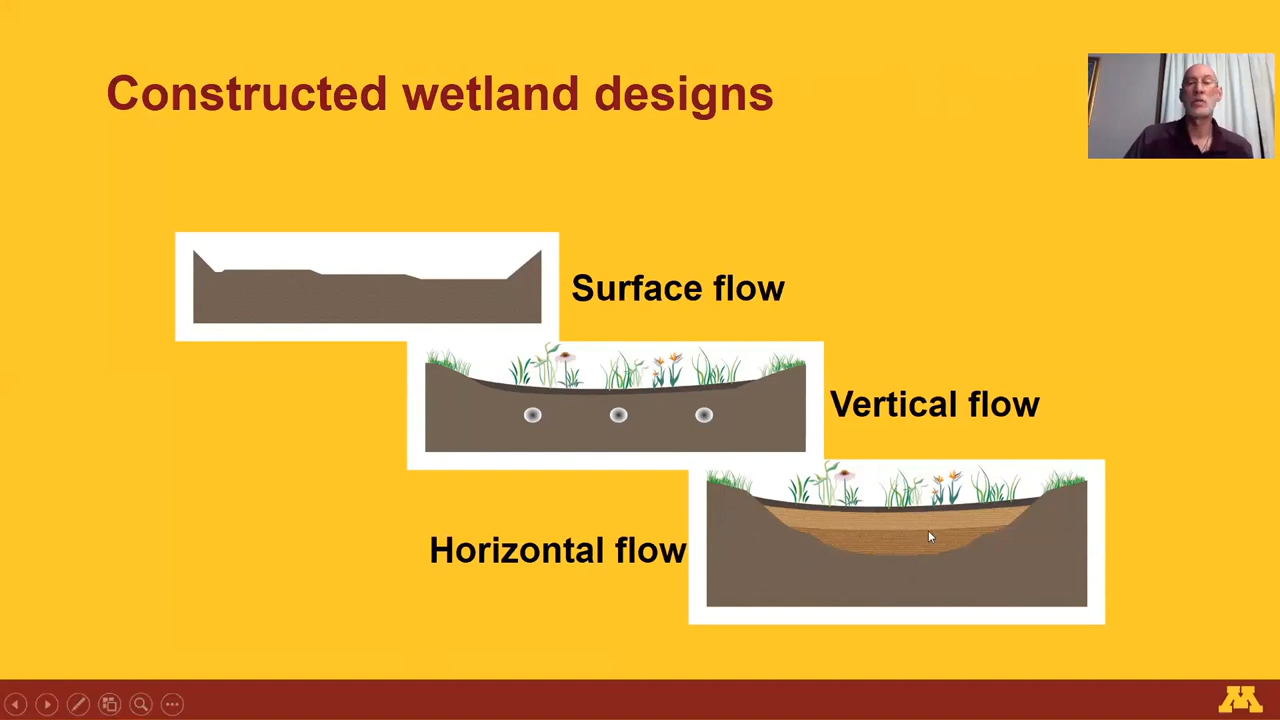 Constructed wetland designs
Surface flow
Vertical flow
Horizontal flow
M